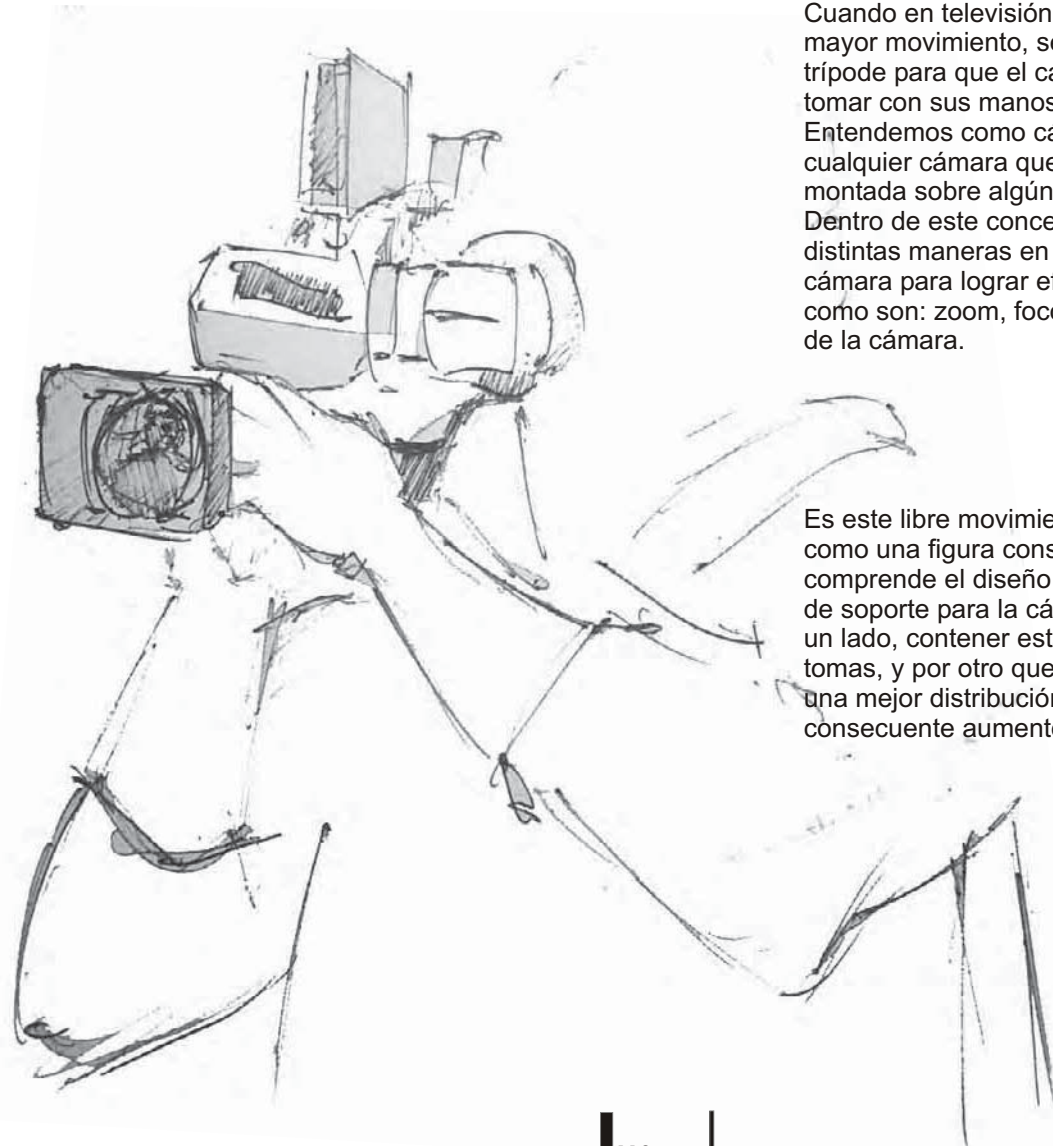 Cuando en televisión
mayor movimiento, se
trípode para que el ca
tomar con sus manos
Entendemos como cá
cualquier cámara que
montada sobre algún
Dentro de este conce
distintas maneras en
cámara para lograr ef
como son: zoom, foco
de la cámara.
Es este libre movimie
como una figura cons
comprende el diseño
de soporte para la cá
un lado, contener est
tomas, y por otro que
una mejor distribución
consecuente aumento